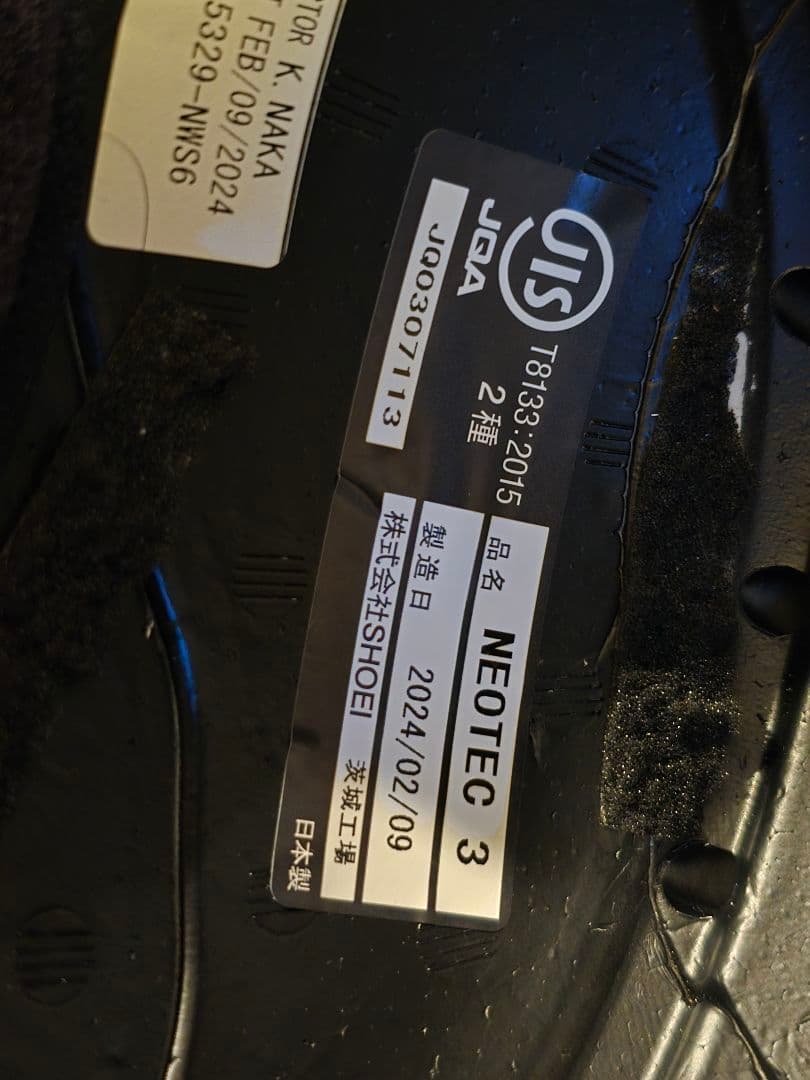 TOR K. NAKA
T FEB/09/2024
5329-NWS6
JIS T8133:2015
JQA 2種
JQ0307113
品名 NEOTEC 3
製造日 2024/02/09
株式会社SHOEI 茨城工場
日本製